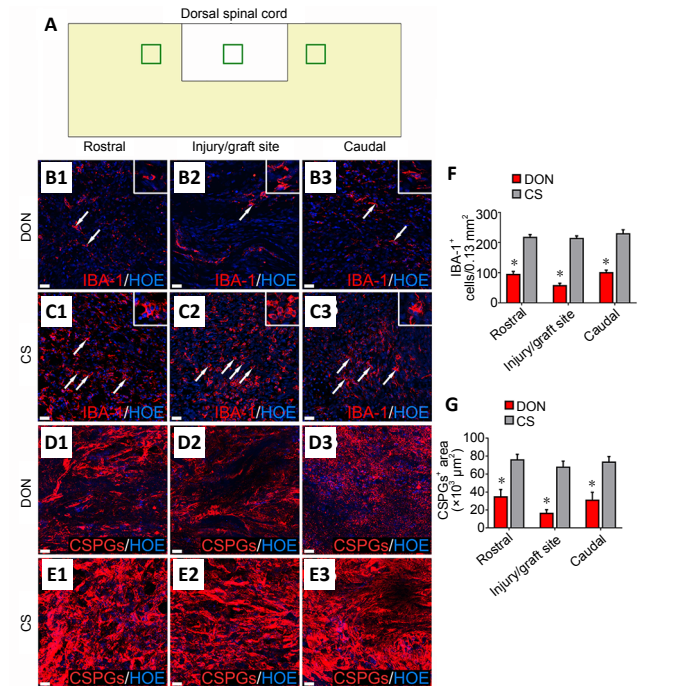 A
Dorsal spinal cord
Rostral Injury/graft site Caudal
DON
B1 B2 B3
IBA-1/HOE IBA-1/HOE IBA-1/HOE
CS
C1 C2 C3
IBA-1/HOE IBA-1/HOE IBA-1/HOE
DON
D1 D2 D3
CSPGs/HOE CSPGs/HOE CSPGs/HOE
CS
E1 E2 E3
CSPGs/HOE CSPGs/HOE CSPGs/HOE
F
DON
CS
IBA-1⁺
cells/0.13 mm²
300
200
100
0
* * *
Rostral Injury/graft site Caudal
G
DON
CS
CSPGs⁺ area
(×10³ μm²)
100
80
60
40
20
0
* * *
Rostral Injury/graft site Caudal